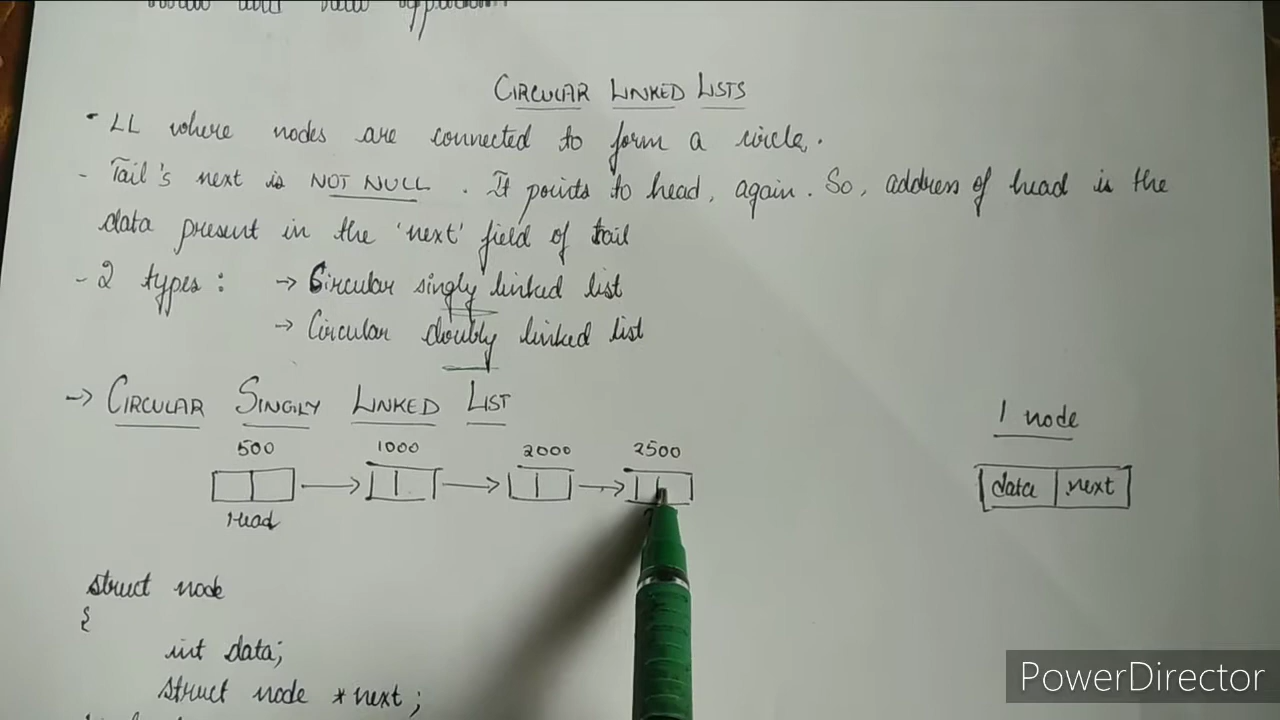 CIRCULAR LINKED LISTS
- LL where nodes are connected to form a circle.
- Tail's next is NOT NULL. It points to head, again. So, address of head is the
data present in the 'next' field of tail
- 2 types: → Circular singly linked list
→ Circular doubly linked list
→ CIRCULAR SINGLY LINKED LIST
1 node
500 1000 2000 2500
data next
Head
struct node
{
int data;
struct node *next;
PowerDirector